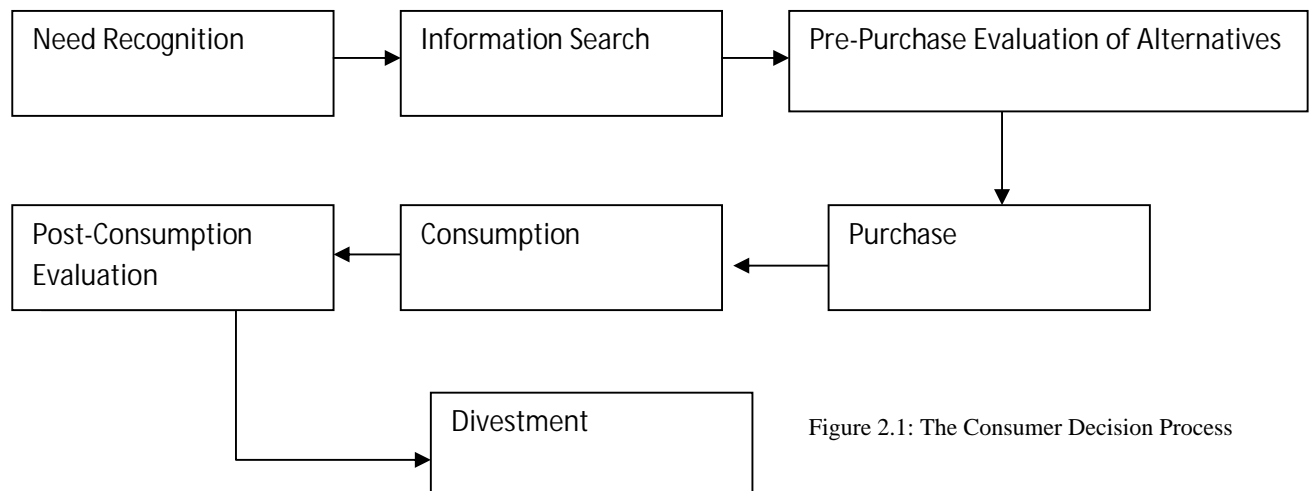 Need Recognition
Information Search
Pre-Purchase Evaluation of Alternatives
Purchase
Consumption
Post-Consumption
Evaluation
Divestment
Figure 2.1: The Consumer Decision Process